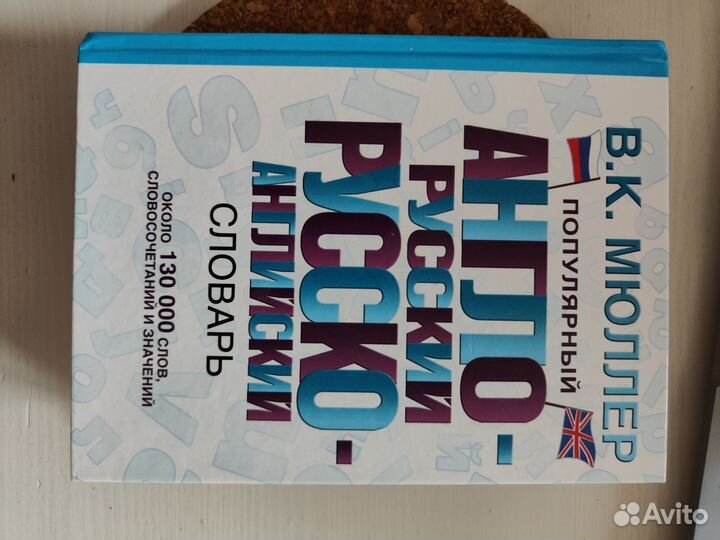 В.К. МЮЛЛЕР
ПОПУЛЯРНЫЙ
АНГЛО-
РУССКИЙ
РУССКО-
АНГЛИЙСКИЙ
СЛОВАРЬ
ОКОЛО 130 000 СЛОВ,
СЛОВОСОЧЕТАНИЙ И ЗНАЧЕНИЙ
Avito